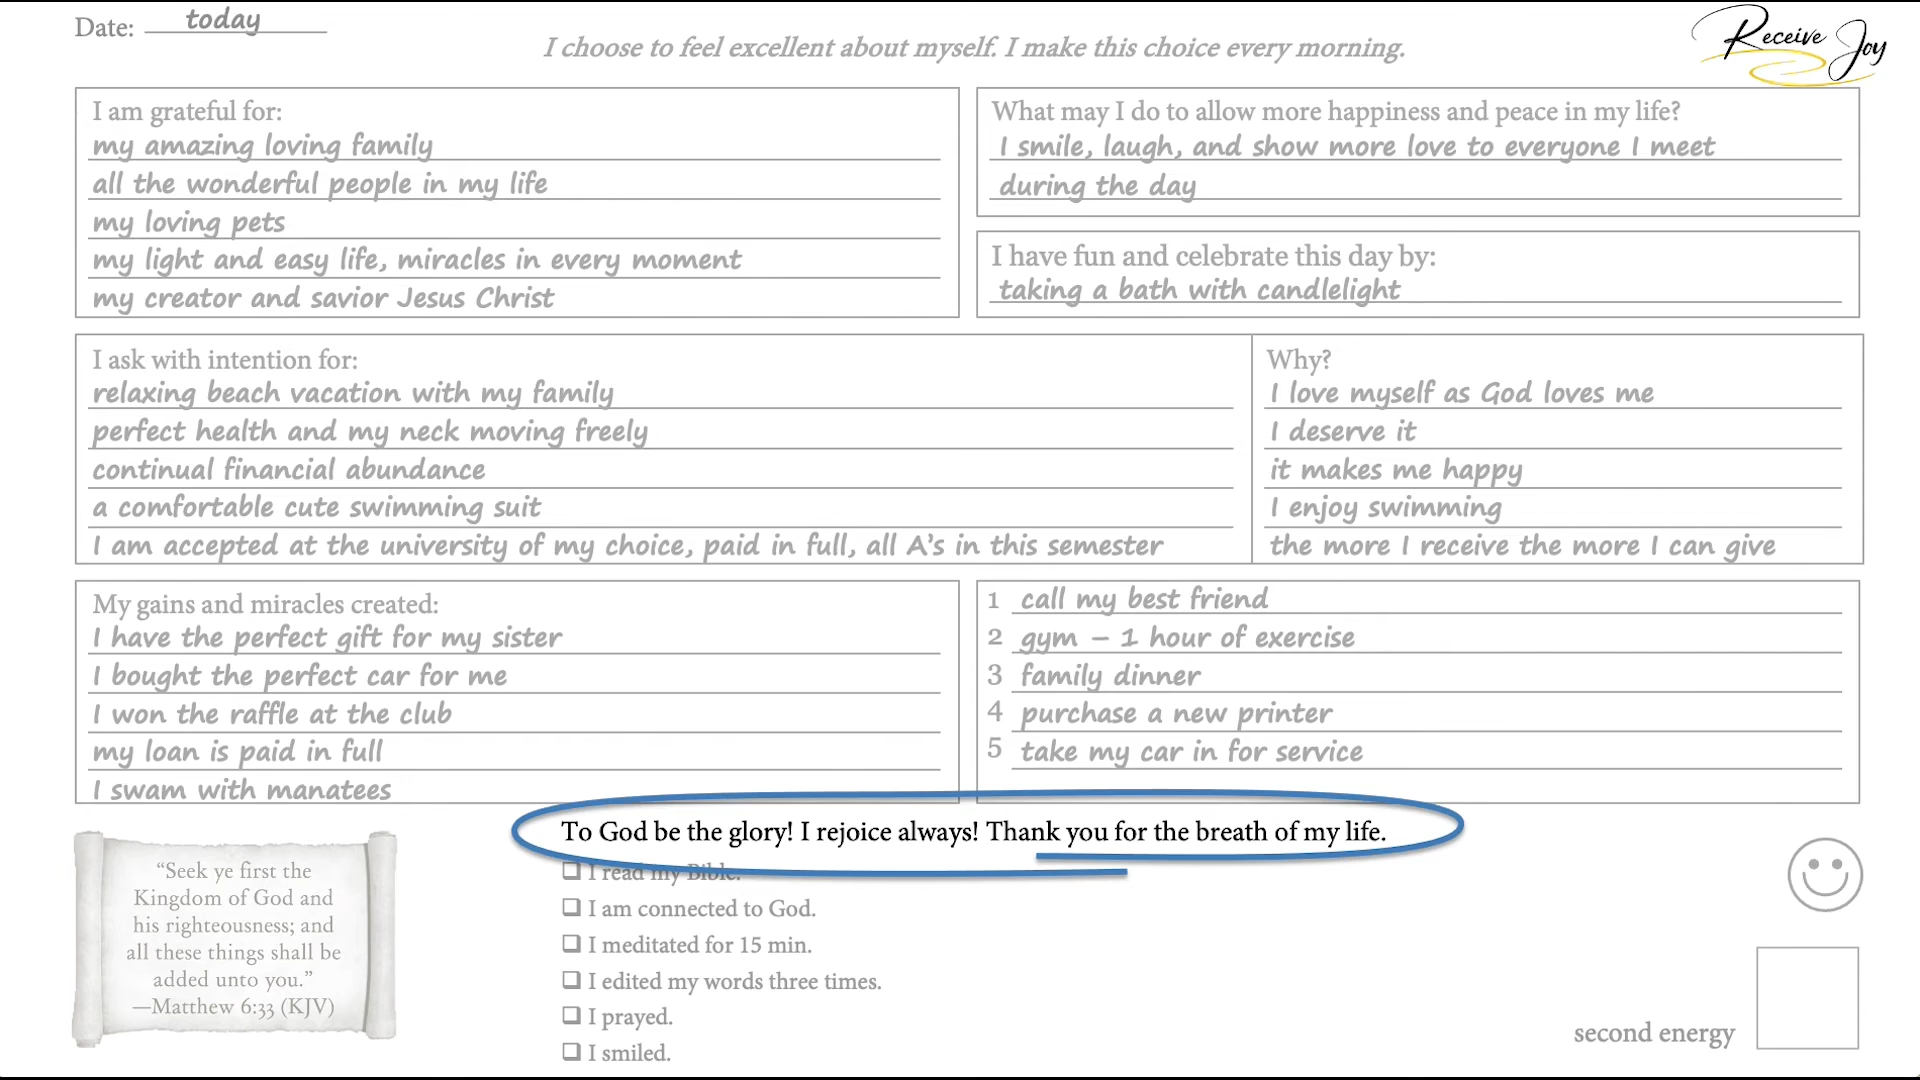 Date: today
I choose to feel excellent about myself. I make this choice every morning.
Receive Joy
I am grateful for:
my amazing loving family
all the wonderful people in my life
my loving pets
my light and easy life, miracles in every moment
my creator and savior Jesus Christ
What may I do to allow more happiness and peace in my life?
I smile, laugh, and show more love to everyone I meet
during the day
I have fun and celebrate this day by:
taking a bath with candlelight
I ask with intention for:
relaxing beach vacation with my family
perfect health and my neck moving freely
continual financial abundance
a comfortable cute swimming suit
I am accepted at the university of my choice, paid in full, all A’s in this semester
Why?
I love myself as God loves me
I deserve it
it makes me happy
I enjoy swimming
the more I receive the more I can give
My gains and miracles created:
I have the perfect gift for my sister
I bought the perfect car for me
I won the raffle at the club
my loan is paid in full
I swam with manatees
1 call my best friend
2 gym – 1 hour of exercise
3 family dinner
4 purchase a new printer
5 take my car in for service
To God be the glory! I rejoice always! Thank you for the breath of my life.
“Seek ye first the
Kingdom of God and
his righteousness; and
all these things shall be
added unto you.”
—Matthew 6:33 (KJV)
❑ I read my Bible.
❑ I am connected to God.
❑ I meditated for 15 min.
❑ I edited my words three times.
❑ I prayed.
❑ I smiled.
second energy